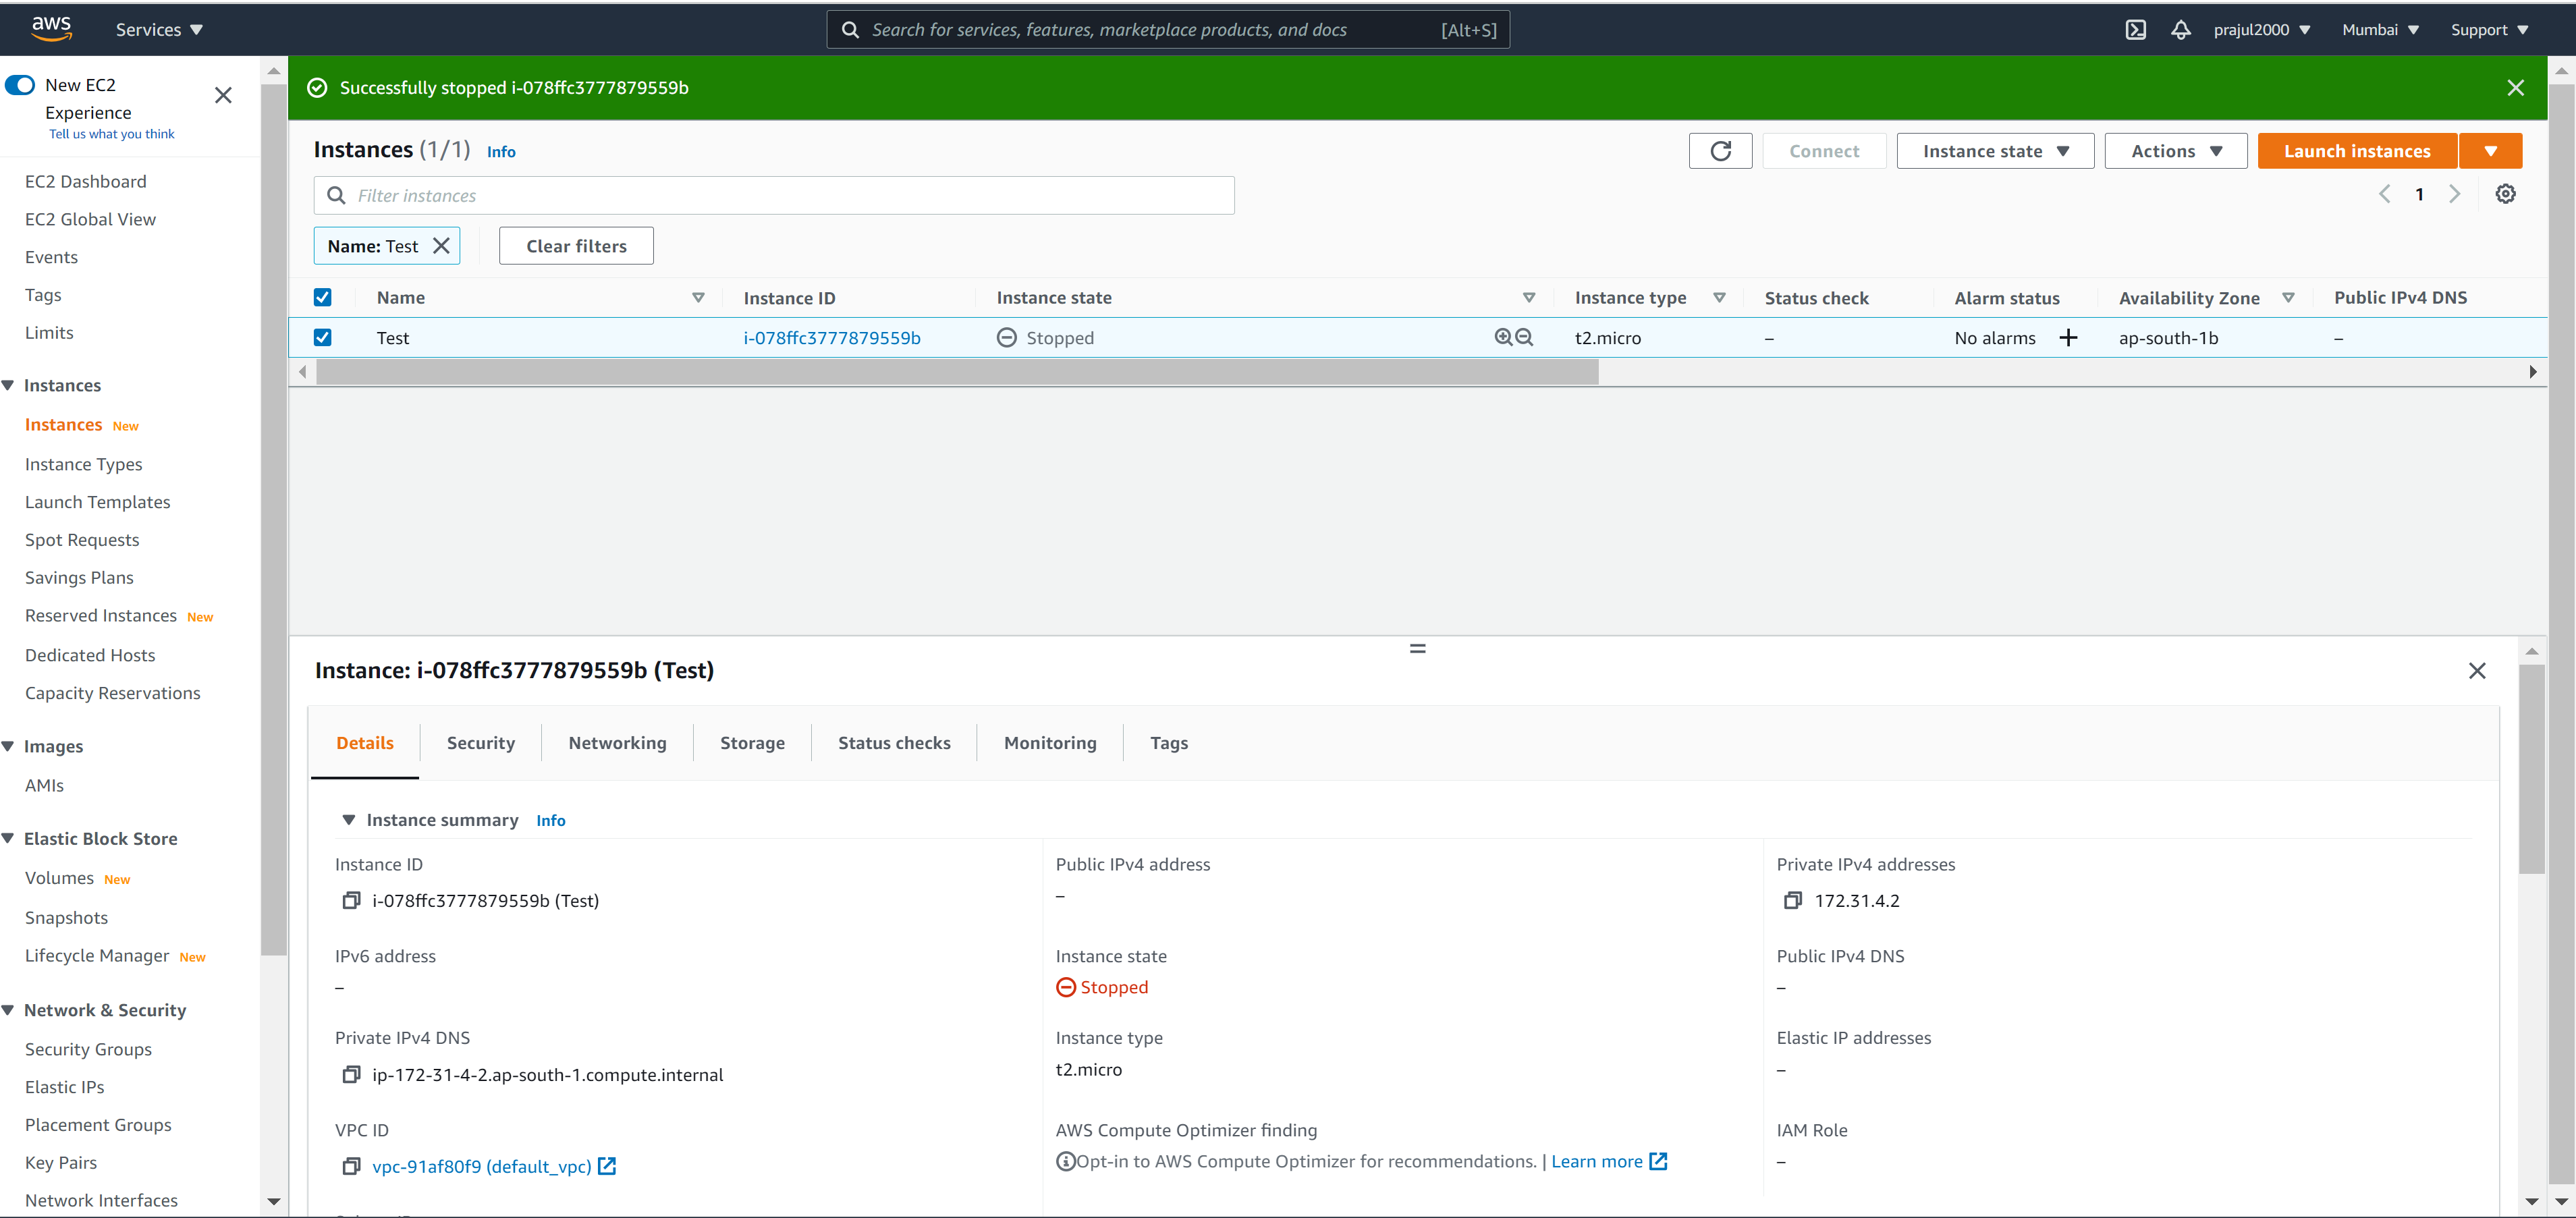 aws
Services
Search for services, features, marketplace products, and docs [Alt+S]
prajul2000
Mumbai
Support
New EC2
Experience
Tell us what you think
EC2 Dashboard
EC2 Global View
Events
Tags
Limits
Instances
Instances New
Instance Types
Launch Templates
Spot Requests
Savings Plans
Reserved Instances New
Dedicated Hosts
Capacity Reservations
Images
AMIs
Elastic Block Store
Volumes New
Snapshots
Lifecycle Manager New
Network & Security
Security Groups
Elastic IPs
Placement Groups
Key Pairs
Network Interfaces
Successfully stopped i-078ffc3777879559b
Instances (1/1) Info
Connect
Instance state
Actions
Launch instances
Filter instances
1
Name: Test
Clear filters
Name Instance ID Instance state Instance type Status check Alarm status Availability Zone Public IPv4 DNS
Test i-078ffc3777879559b Stopped t2.micro – No alarms + ap-south-1b –
Instance: i-078ffc3777879559b (Test)
Details Security Networking Storage Status checks Monitoring Tags
Instance summary Info
Instance ID
i-078ffc3777879559b (Test)
Public IPv4 address
–
Private IPv4 addresses
172.31.4.2
IPv6 address
–
Instance state
Stopped
Public IPv4 DNS
–
Private IPv4 DNS
ip-172-31-4-2.ap-south-1.compute.internal
Instance type
t2.micro
Elastic IP addresses
–
VPC ID
vpc-91af80f9 (default_vpc)
AWS Compute Optimizer finding
Opt-in to AWS Compute Optimizer for recommendations. | Learn more
IAM Role
–